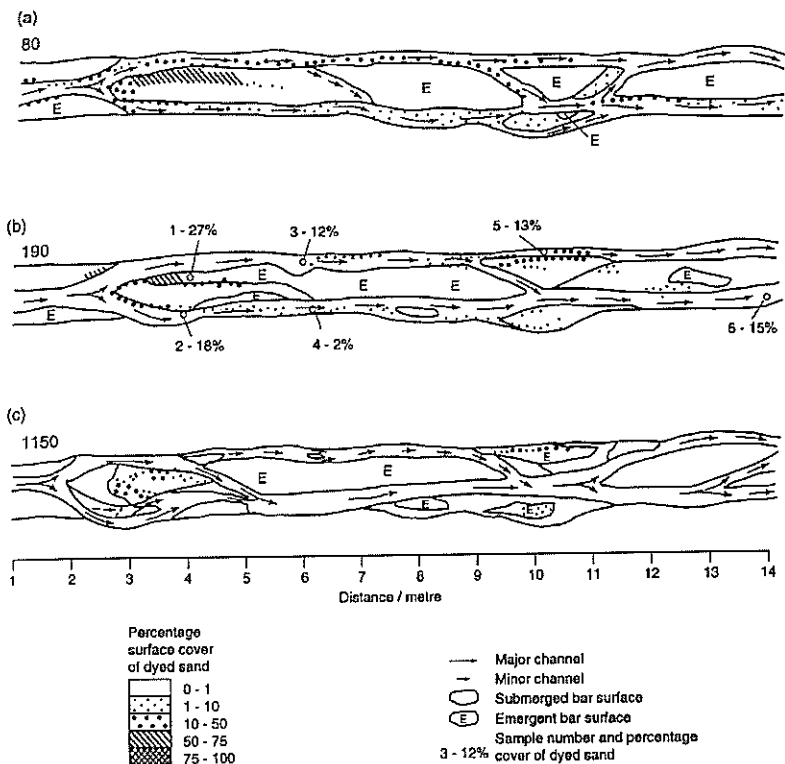 (a)
80
E
E
E
E
E
(b)
190
1 - 27%
3 - 12%
5 - 13%
E
E
E
E
E
E
2 - 18%
4 - 2%
6 - 15%
(c)
1150
E
E
E
E
E
1 2 3 4 5 6 7 8 9 10 11 12 13 14
Distance / metre
Percentage
surface cover
of dyed sand
0 - 1
1 - 10
10 - 50
50 - 75
75 - 100
Major channel
Minor channel
Submerged bar surface
E Emergent bar surface
Sample number and percentage
3 - 12% cover of dyed sand